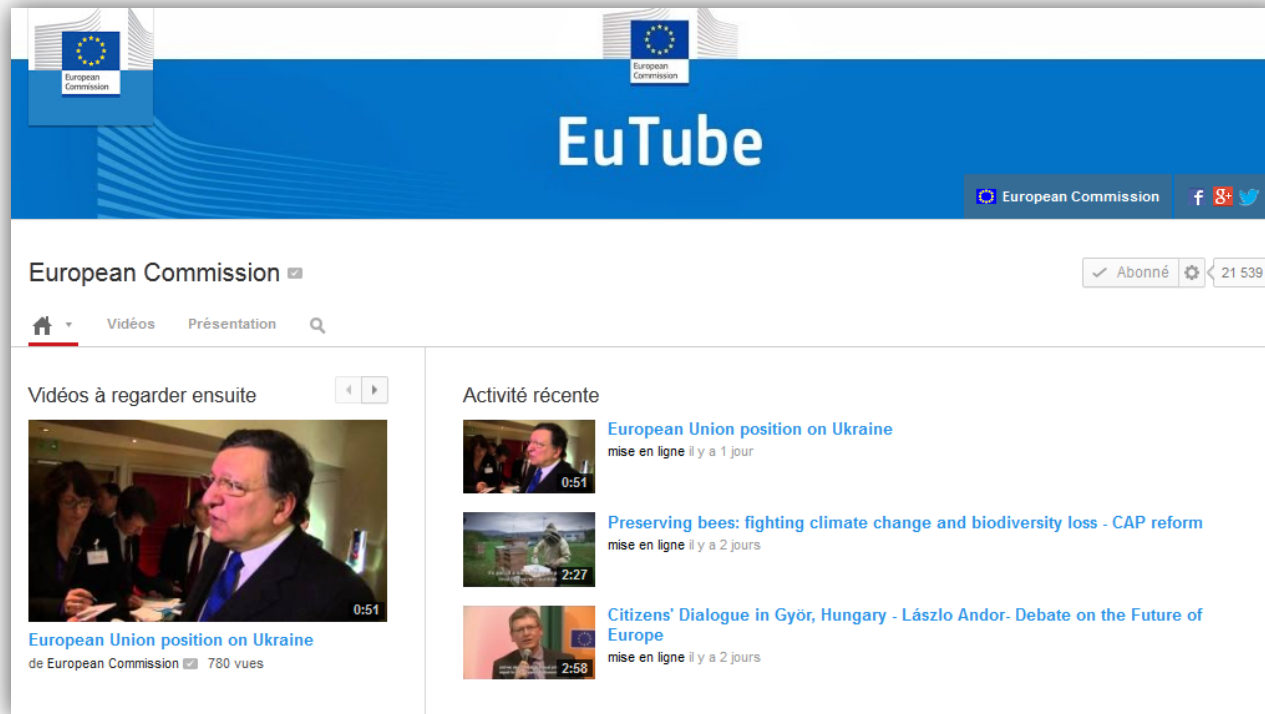 European
Commission
European
Commission
EuTube
European Commission
European Commission
Abonné
21 539
Vidéos
Présentation
Vidéos à regarder ensuite
0:51
European Union position on Ukraine
de European Commission 780 vues
Activité récente
0:51
European Union position on Ukraine
mise en ligne il y a 1 jour
2:27
Preserving bees: fighting climate change and biodiversity loss - CAP reform
mise en ligne il y a 2 jours
2:58
Citizens' Dialogue in Györ, Hungary - Lászlo Andor- Debate on the Future of
Europe
mise en ligne il y a 2 jours